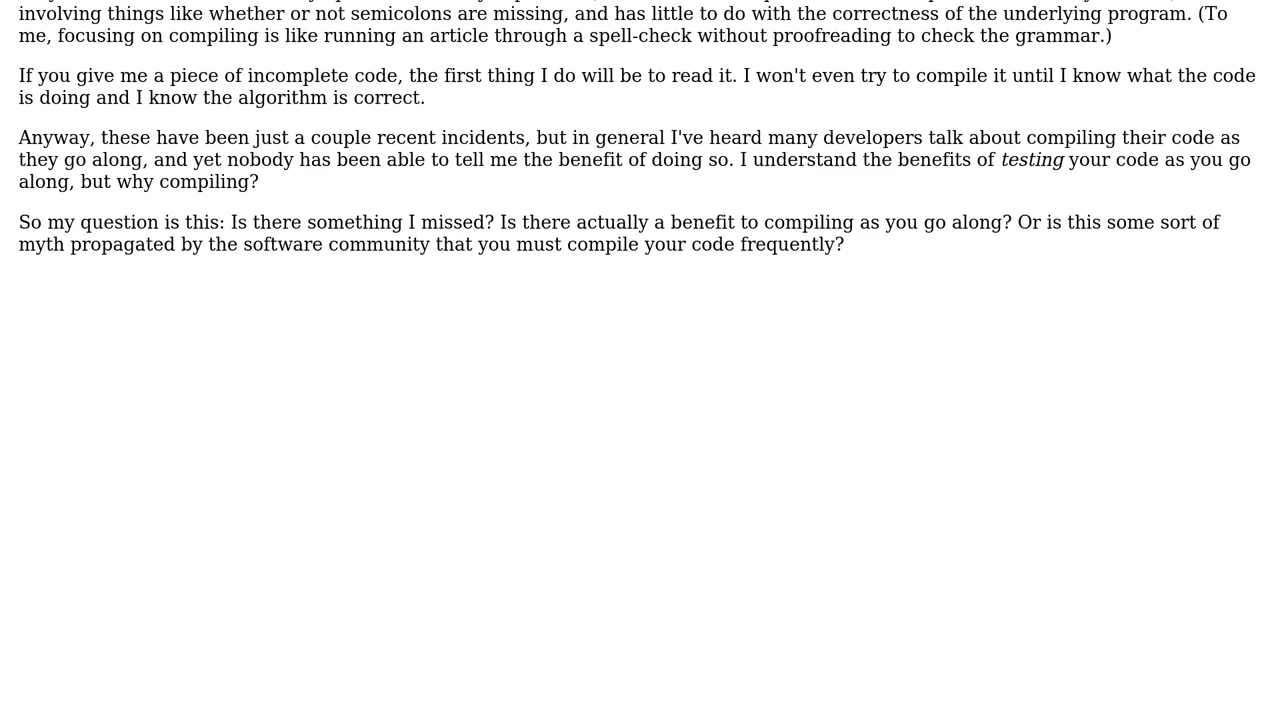 involving things like whether or not semicolons are missing, and has little to do with the correctness of the underlying program. (To
me, focusing on compiling is like running an article through a spell-check without proofreading to check the grammar.)
If you give me a piece of incomplete code, the first thing I do will be to read it. I won't even try to compile it until I know what the code
is doing and I know the algorithm is correct.
Anyway, these have been just a couple recent incidents, but in general I've heard many developers talk about compiling their code as
they go along, and yet nobody has been able to tell me the benefit of doing so. I understand the benefits of testing your code as you go
along, but why compiling?
So my question is this: Is there something I missed? Is there actually a benefit to compiling as you go along? Or is this some sort of
myth propagated by the software community that you must compile your code frequently?